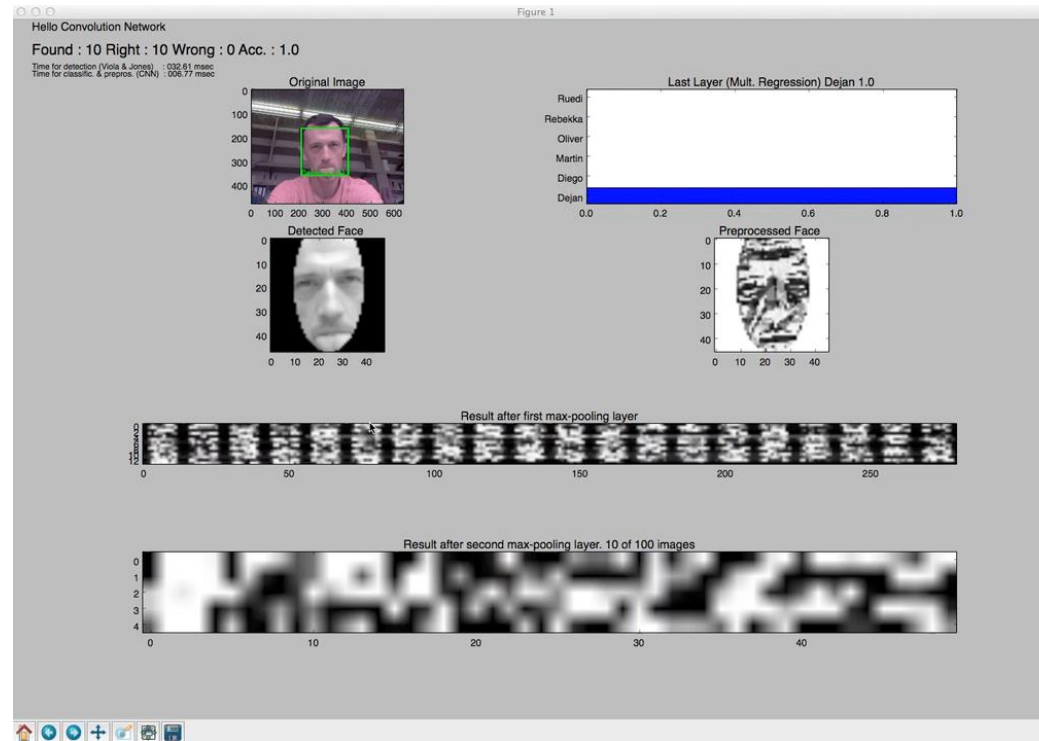 Figure 1
Hello Convolution Network
Found : 10 Right : 10 Wrong : 0 Acc. : 1.0
Time for detection (Viola & Jones) : 032.61 msec
Time for classific. & prepros. (CNN) : 006.77 msec
Original Image
0
100
200
300
400
0 100 200 300 400 500 600
Last Layer (Mult. Regression) Dejan 1.0
Ruedi
Rebekka
Oliver
Martin
Diego
Dejan
0.0 0.2 0.4 0.6 0.8 1.0
Detected Face
0
10
20
30
40
0 10 20 30 40
Preprocessed Face
0
10
20
30
40
0 10 20 30 40
Result after first max-pooling layer
0
2
12
0 50 100 150 200 250
Result after second max-pooling layer. 10 of 100 images
0
1
2
3
4
0 10 20 30 40